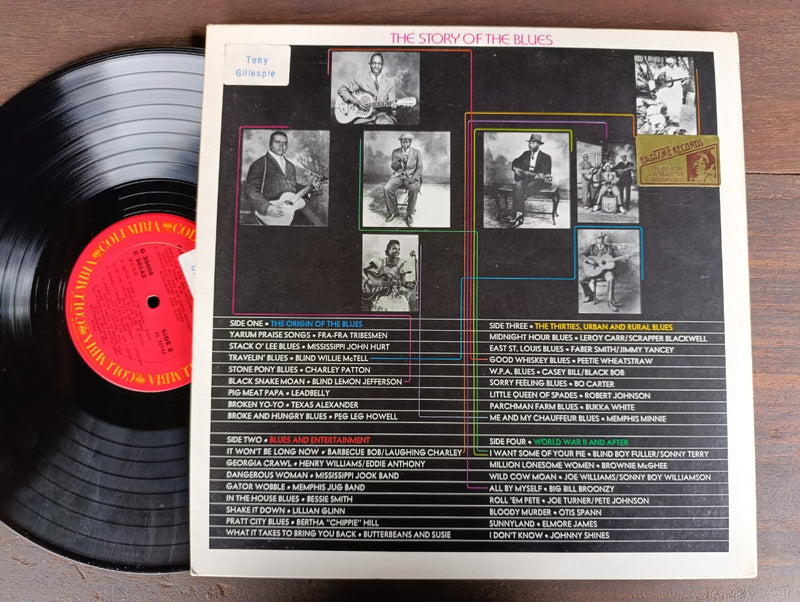 THE STORY OF THE BLUES
Tony
Gillespie
RAGTIME RECORDS
COLUMBIA
COLUMBIA
COLUMBIA
G 30008
C 30142
SIDE 2
SIDE ONE • THE ORIGIN OF THE BLUES
YARUM PRAISE SONGS • FRA-FRA TRIBESMEN
STACK O' LEE BLUES • MISSISSIPPI JOHN HURT
TRAVELIN' BLUES • BLIND WILLIE McTELL
STONE PONY BLUES • CHARLEY PATTON
BLACK SNAKE MOAN • BLIND LEMON JEFFERSON
PIG MEAT PAPA • LEADBELLY
BROKEN YO-YO • TEXAS ALEXANDER
BROKE AND HUNGRY BLUES • PEG LEG HOWELL
SIDE TWO • BLUES AND ENTERTAINMENT
IT WON'T BE LONG NOW • BARBECUE BOB/LAUGHING CHARLEY
GEORGIA CRAWL • HENRY WILLIAMS/EDDIE ANTHONY
DANGEROUS WOMAN • MISSISSIPPI JOOK BAND
GATOR WOBBLE • MEMPHIS JUG BAND
IN THE HOUSE BLUES • BESSIE SMITH
SHAKE IT DOWN • LILLIAN GLINN
PRATT CITY BLUES • BERTHA "CHIPPIE" HILL
WHAT IT TAKES TO BRING YOU BACK • BUTTERBEANS AND SUSIE
SIDE THREE • THE THIRTIES, URBAN AND RURAL BLUES
MIDNIGHT HOUR BLUES • LEROY CARR/SCRAPPER BLACKWELL
EAST ST. LOUIS BLUES • FABER SMITH/JIMMY YANCEY
GOOD WHISKEY BLUES • PEETIE WHEATSTRAW
W.P.A. BLUES • CASEY BILL/BLACK BOB
SORRY FEELING BLUES • BO CARTER
LITTLE QUEEN OF SPADES • ROBERT JOHNSON
PARCHMAN FARM BLUES • BUKKA WHITE
ME AND MY CHAUFFEUR BLUES • MEMPHIS MINNIE
SIDE FOUR • WORLD WAR II AND AFTER
I WANT SOME OF YOUR PIE • BLIND BOY FULLER/SONNY TERRY
MILLION LONESOME WOMEN • BROWNIE McGHEE
WILD COW MOAN • JOE WILLIAMS/SONNY BOY WILLIAMSON
ALL BY MYSELF • BIG BILL BROONZY
ROLL 'EM PETE • JOE TURNER/PETE JOHNSON
BLOODY MURDER • OTIS SPANN
SUNNYLAND • ELMORE JAMES
I DON'T KNOW • JOHNNY SHINES